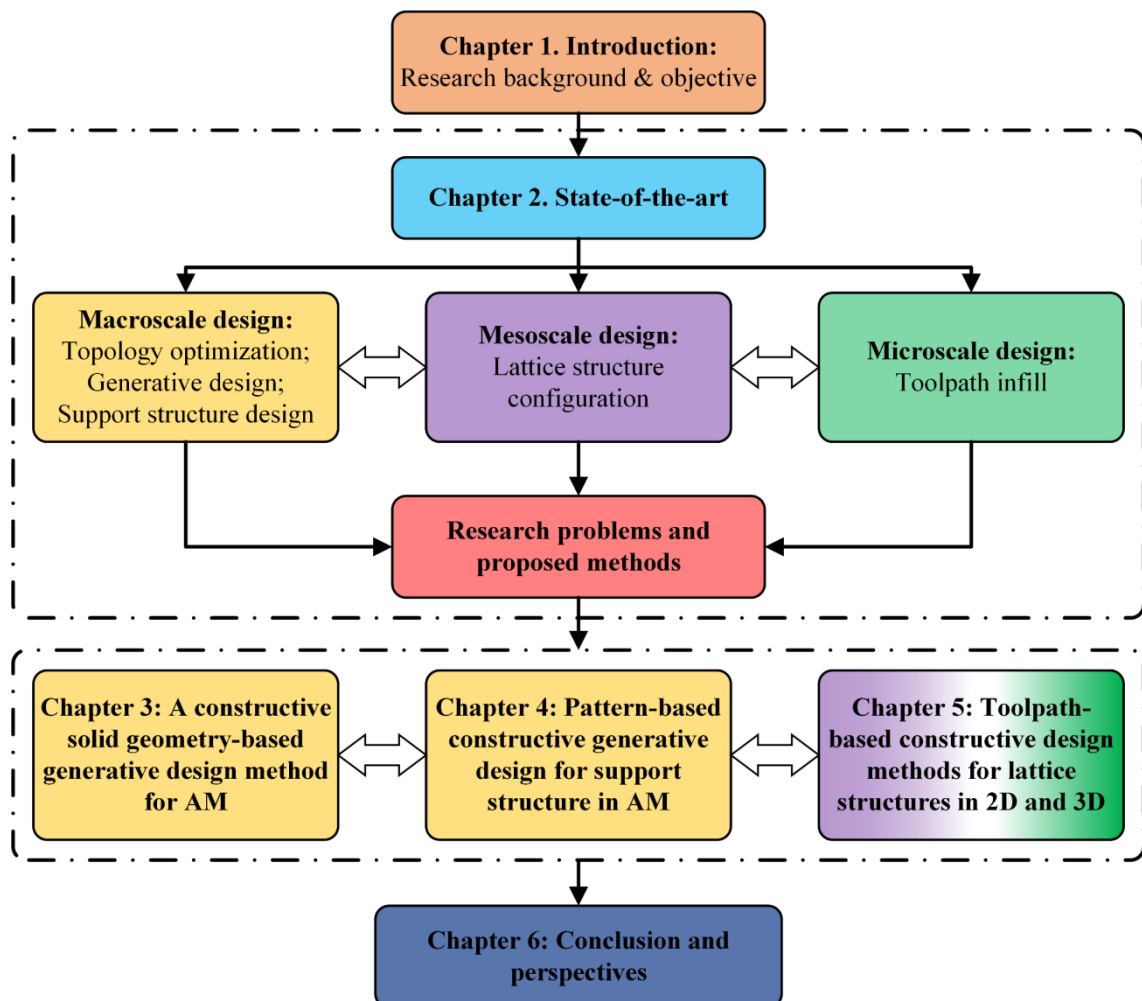 Chapter 1. Introduction:
Research background & objective
Chapter 2. State-of-the-art
Macroscale design:
Topology optimization;
Generative design;
Support structure design
Mesoscale design:
Lattice structure
configuration
Microscale design:
Toolpath infill
Research problems and
proposed methods
Chapter 3: A constructive
solid geometry-based
generative design method
for AM
Chapter 4: Pattern-based
constructive generative
design for support
structure in AM
Chapter 5: Toolpath-
based constructive design
methods for lattice
structures in 2D and 3D
Chapter 6: Conclusion and
perspectives